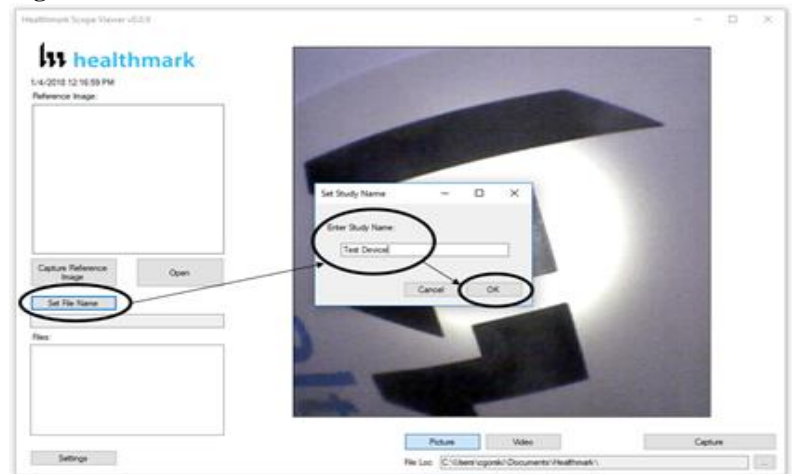 Healthmark Scope Viewer v0.0.9
healthmark
1/4/2018 12:16:59 PM
Reference Image:
Capture Reference Image
Open
Set File Name
Files:
Settings
Set Study Name
Enter Study Name:
Test Device
Cancel
OK
Picture
Video
Capture
File Loc: